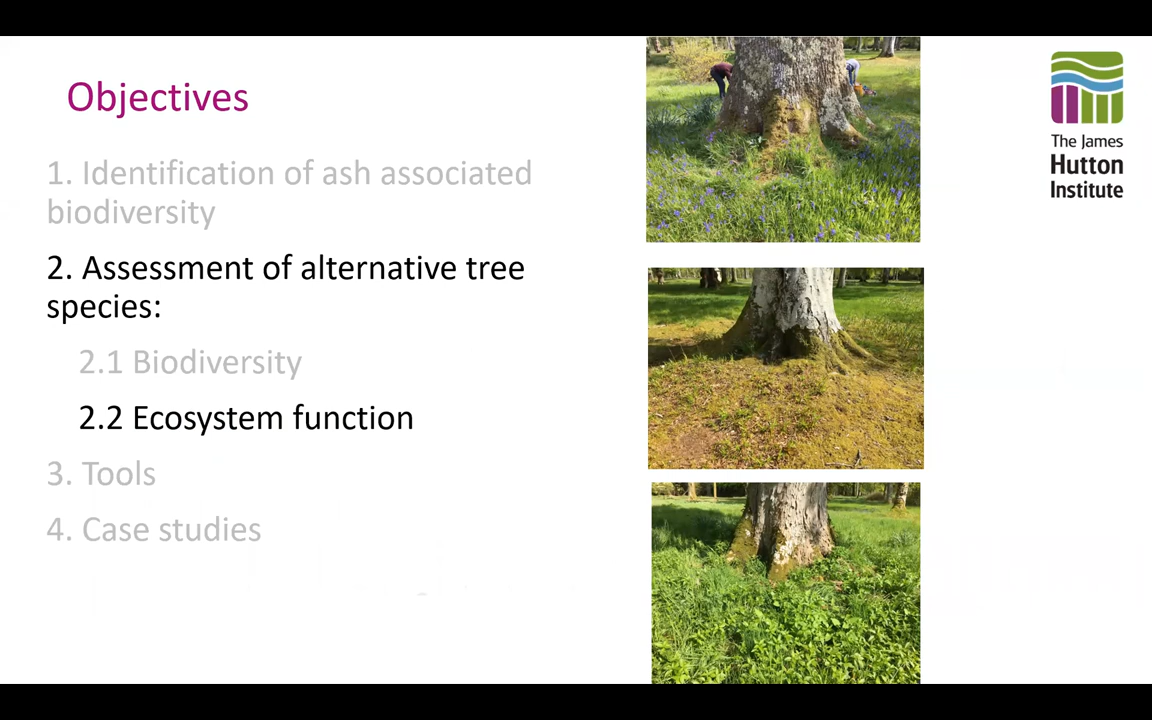 Objectives
1. Identification of ash associated
biodiversity
2. Assessment of alternative tree
species:
2.1 Biodiversity
2.2 Ecosystem function
3. Tools
4. Case studies
The James
Hutton
Institute